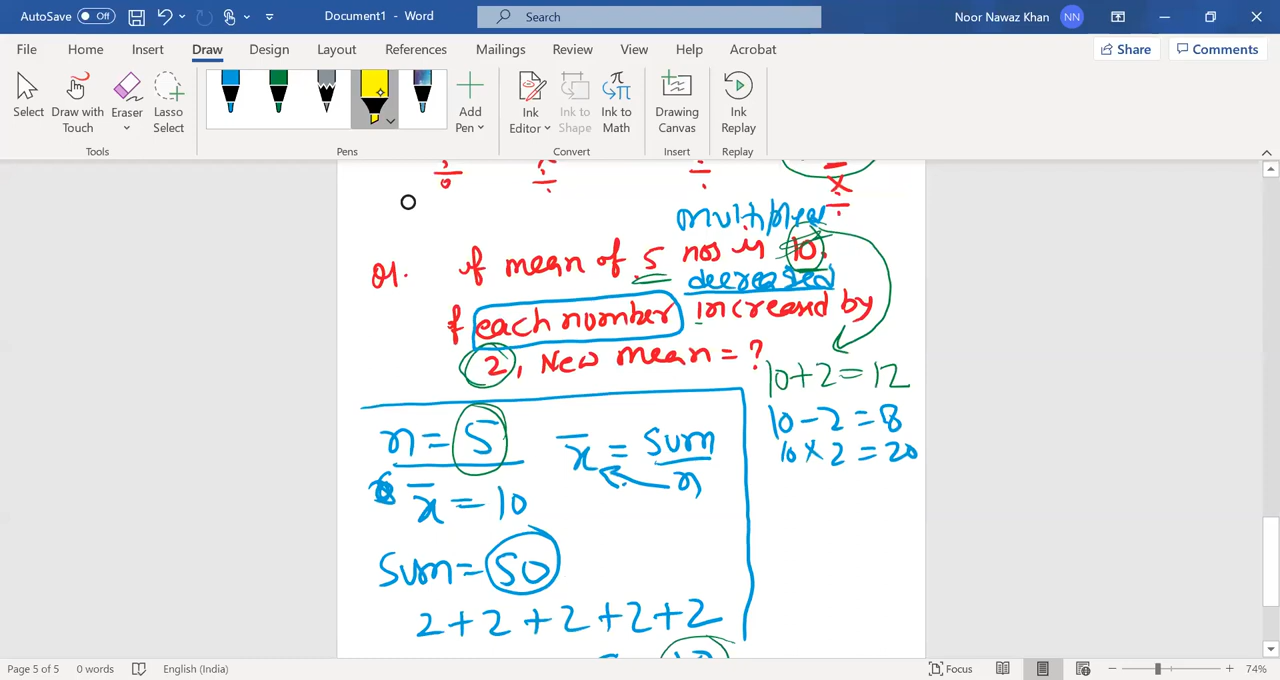 AutoSave Off Document1 - Word Search Noor Nawaz Khan NN
File Home Insert Draw Design Layout References Mailings Review View Help Acrobat Share Comments
Select Draw with Touch Eraser Lasso Select Add Pen Ink Editor Ink to Shape Ink to Math Drawing Canvas Ink Replay
Tools Pens Convert Insert Replay
multiplied
Q1. if mean of 5 nos is 10.
decreased
if each number increased by
2, New mean = ?
10 + 2 = 12
10 - 2 = 8
10 x 2 = 20
n = 5
x̄ = sum/n
x̄ = 10
sum = 50
2 + 2 + 2 + 2 + 2
Page 5 of 5 0 words English (India) Focus 74%